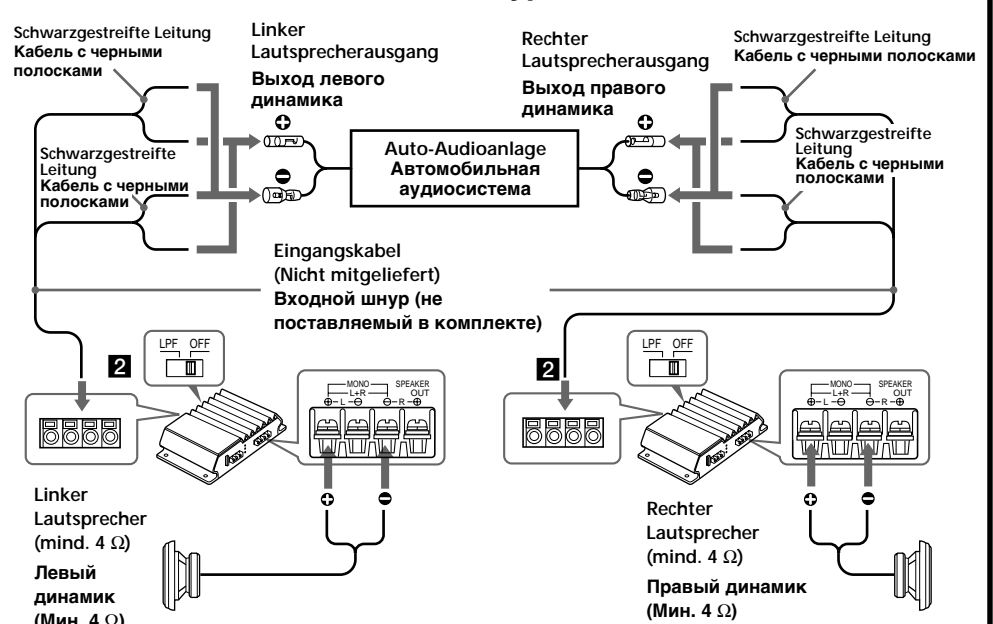 Schwarzgestreifte Leitung
Кабель с черными
полосками
Linker
Lautsprecherausgang
Выход левого
динамика
Rechter
Lautsprecherausgang
Выход правого
динамика
Schwarzgestreifte Leitung
Кабель с черными полосками
Schwarzgestreifte
Leitung
Кабель с черными
полосками
Auto-Audioanlage
Автомобильная
аудиосистема
Schwarzgestreifte
Leitung
Кабель с черными
полосками
Eingangskabel
(Nicht mitgeliefert)
Входной шнур (не
поставляемый в комплекте)
2
LPF OFF
MONO SPEAKER
L+R OUT
⊕ – L – ⊖ ⊖ – R – ⊕
2
LPF OFF
MONO SPEAKER
L+R OUT
⊕ – L – ⊖ ⊖ – R – ⊕
Linker
Lautsprecher
(mind. 4 Ω)
Левый
динамик
(Мин. 4 Ω)
Rechter
Lautsprecher
(mind. 4 Ω)
Правый динамик
(Мин. 4 Ω)